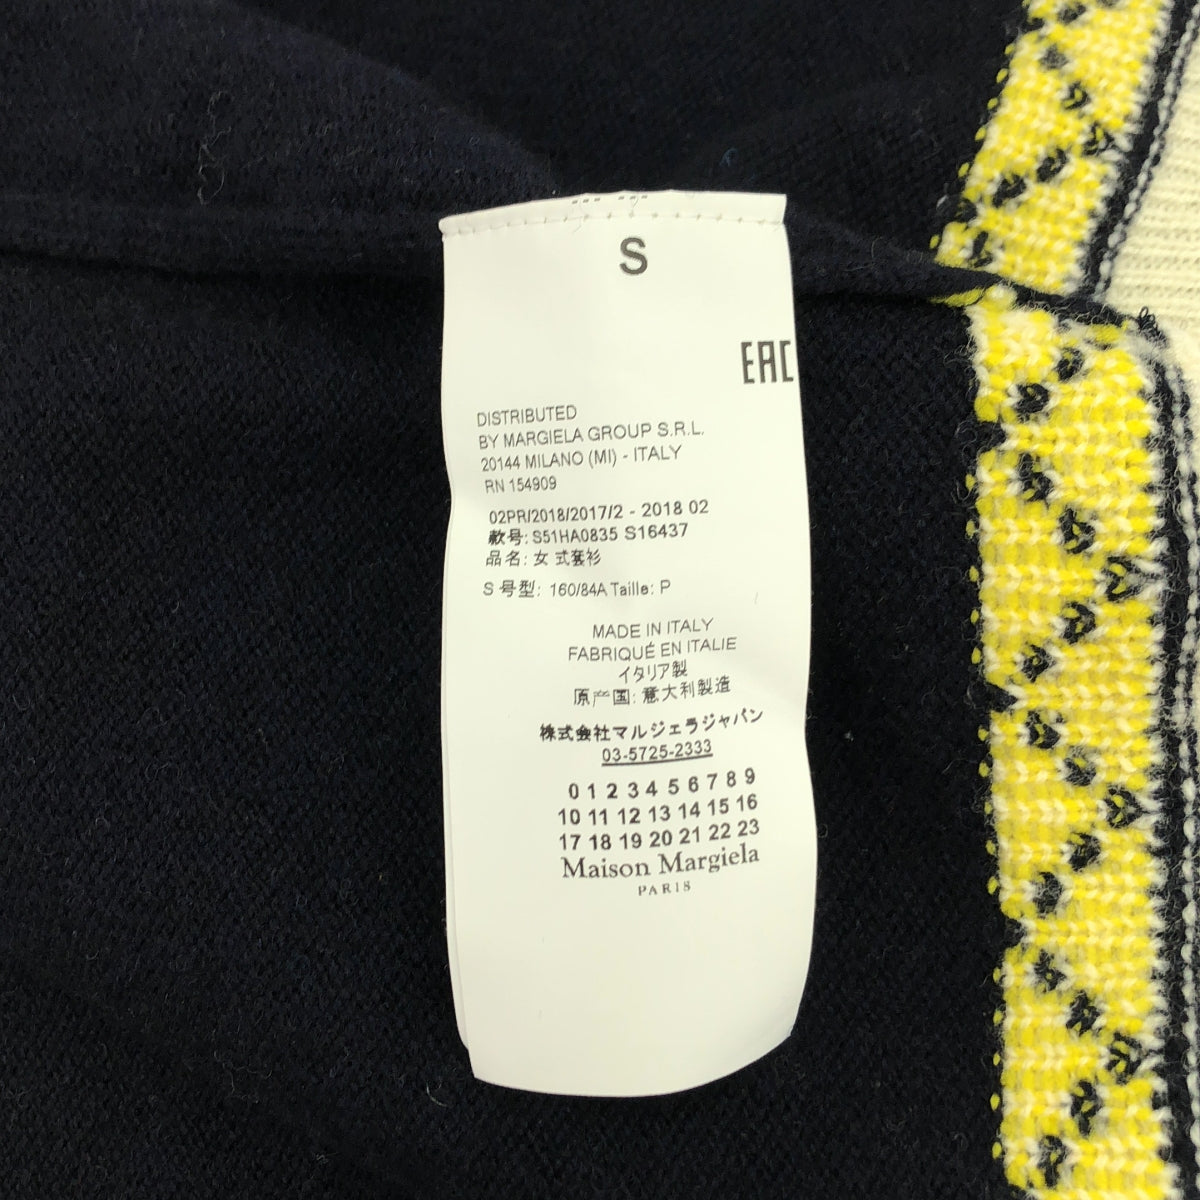 S
EAC
DISTRIBUTED
BY MARGIELA GROUP S.R.L.
20144 MILANO (MI) - ITALY
RN 154909
02PR/2018/2017/2 - 2018 02
款号: S51HA0835 S16437
品名: 女 式套衫
S 号型: 160/84A Taille: P
MADE IN ITALY
FABRIQUÉ EN ITALIE
イタリア製
原产国: 意大利製造
株式会社マルジェラジャパン
03-5725-2333
0 1 2 3 4 5 6 7 8 9
10 11 12 13 14 15 16
17 18 19 20 21 22 23
Maison Margiela
PARIS